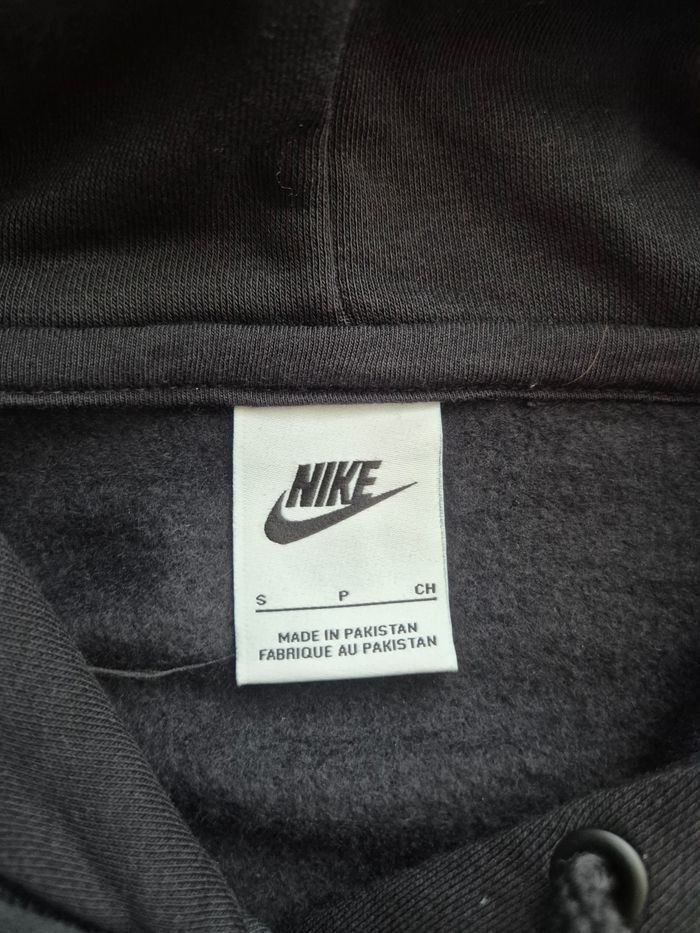 NIKE
S P CH
MADE IN PAKISTAN
FABRIQUE AU PAKISTAN